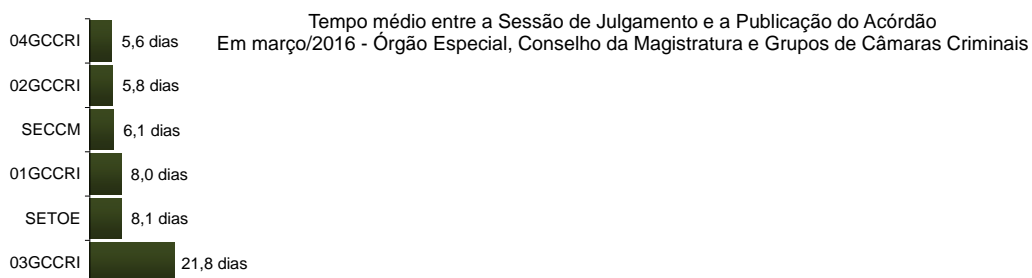 Tempo médio entre a Sessão de Julgamento e a Publicação do Acórdão
Em março/2016 - Órgão Especial, Conselho da Magistratura e Grupos de Câmaras Criminais
04GCCRI 5,6 dias
02GCCRI 5,8 dias
SECCM 6,1 dias
01GCCRI 8,0 dias
SETOE 8,1 dias
03GCCRI 21,8 dias